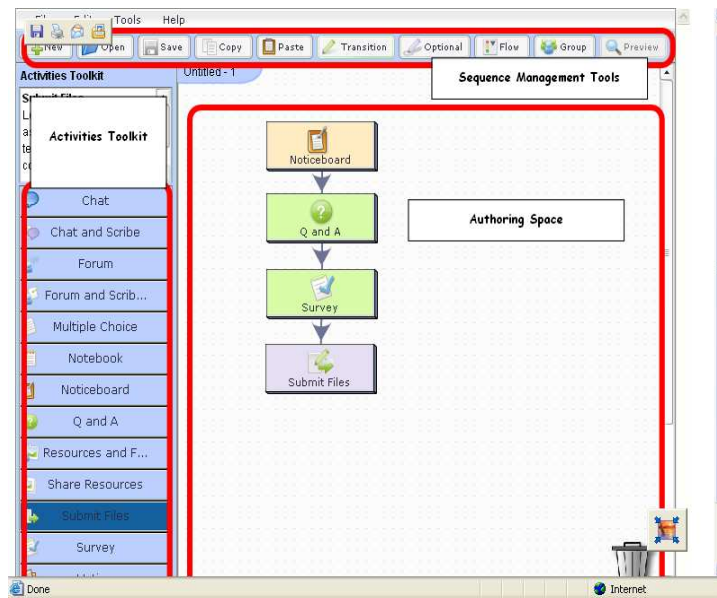 Tools Help
New Open Save Copy Paste Transition Optional Flow Group Preview
Activities Toolkit
Untitled - 1
Sequence Management Tools
Activities Toolkit
Noticeboard
Chat
Q and A
Authoring Space
Chat and Scribe
Forum
Forum and Scrib...
Survey
Multiple Choice
Notebook
Submit Files
Noticeboard
Q and A
Resources and F...
Share Resources
Submit Files
Survey
Done
Internet